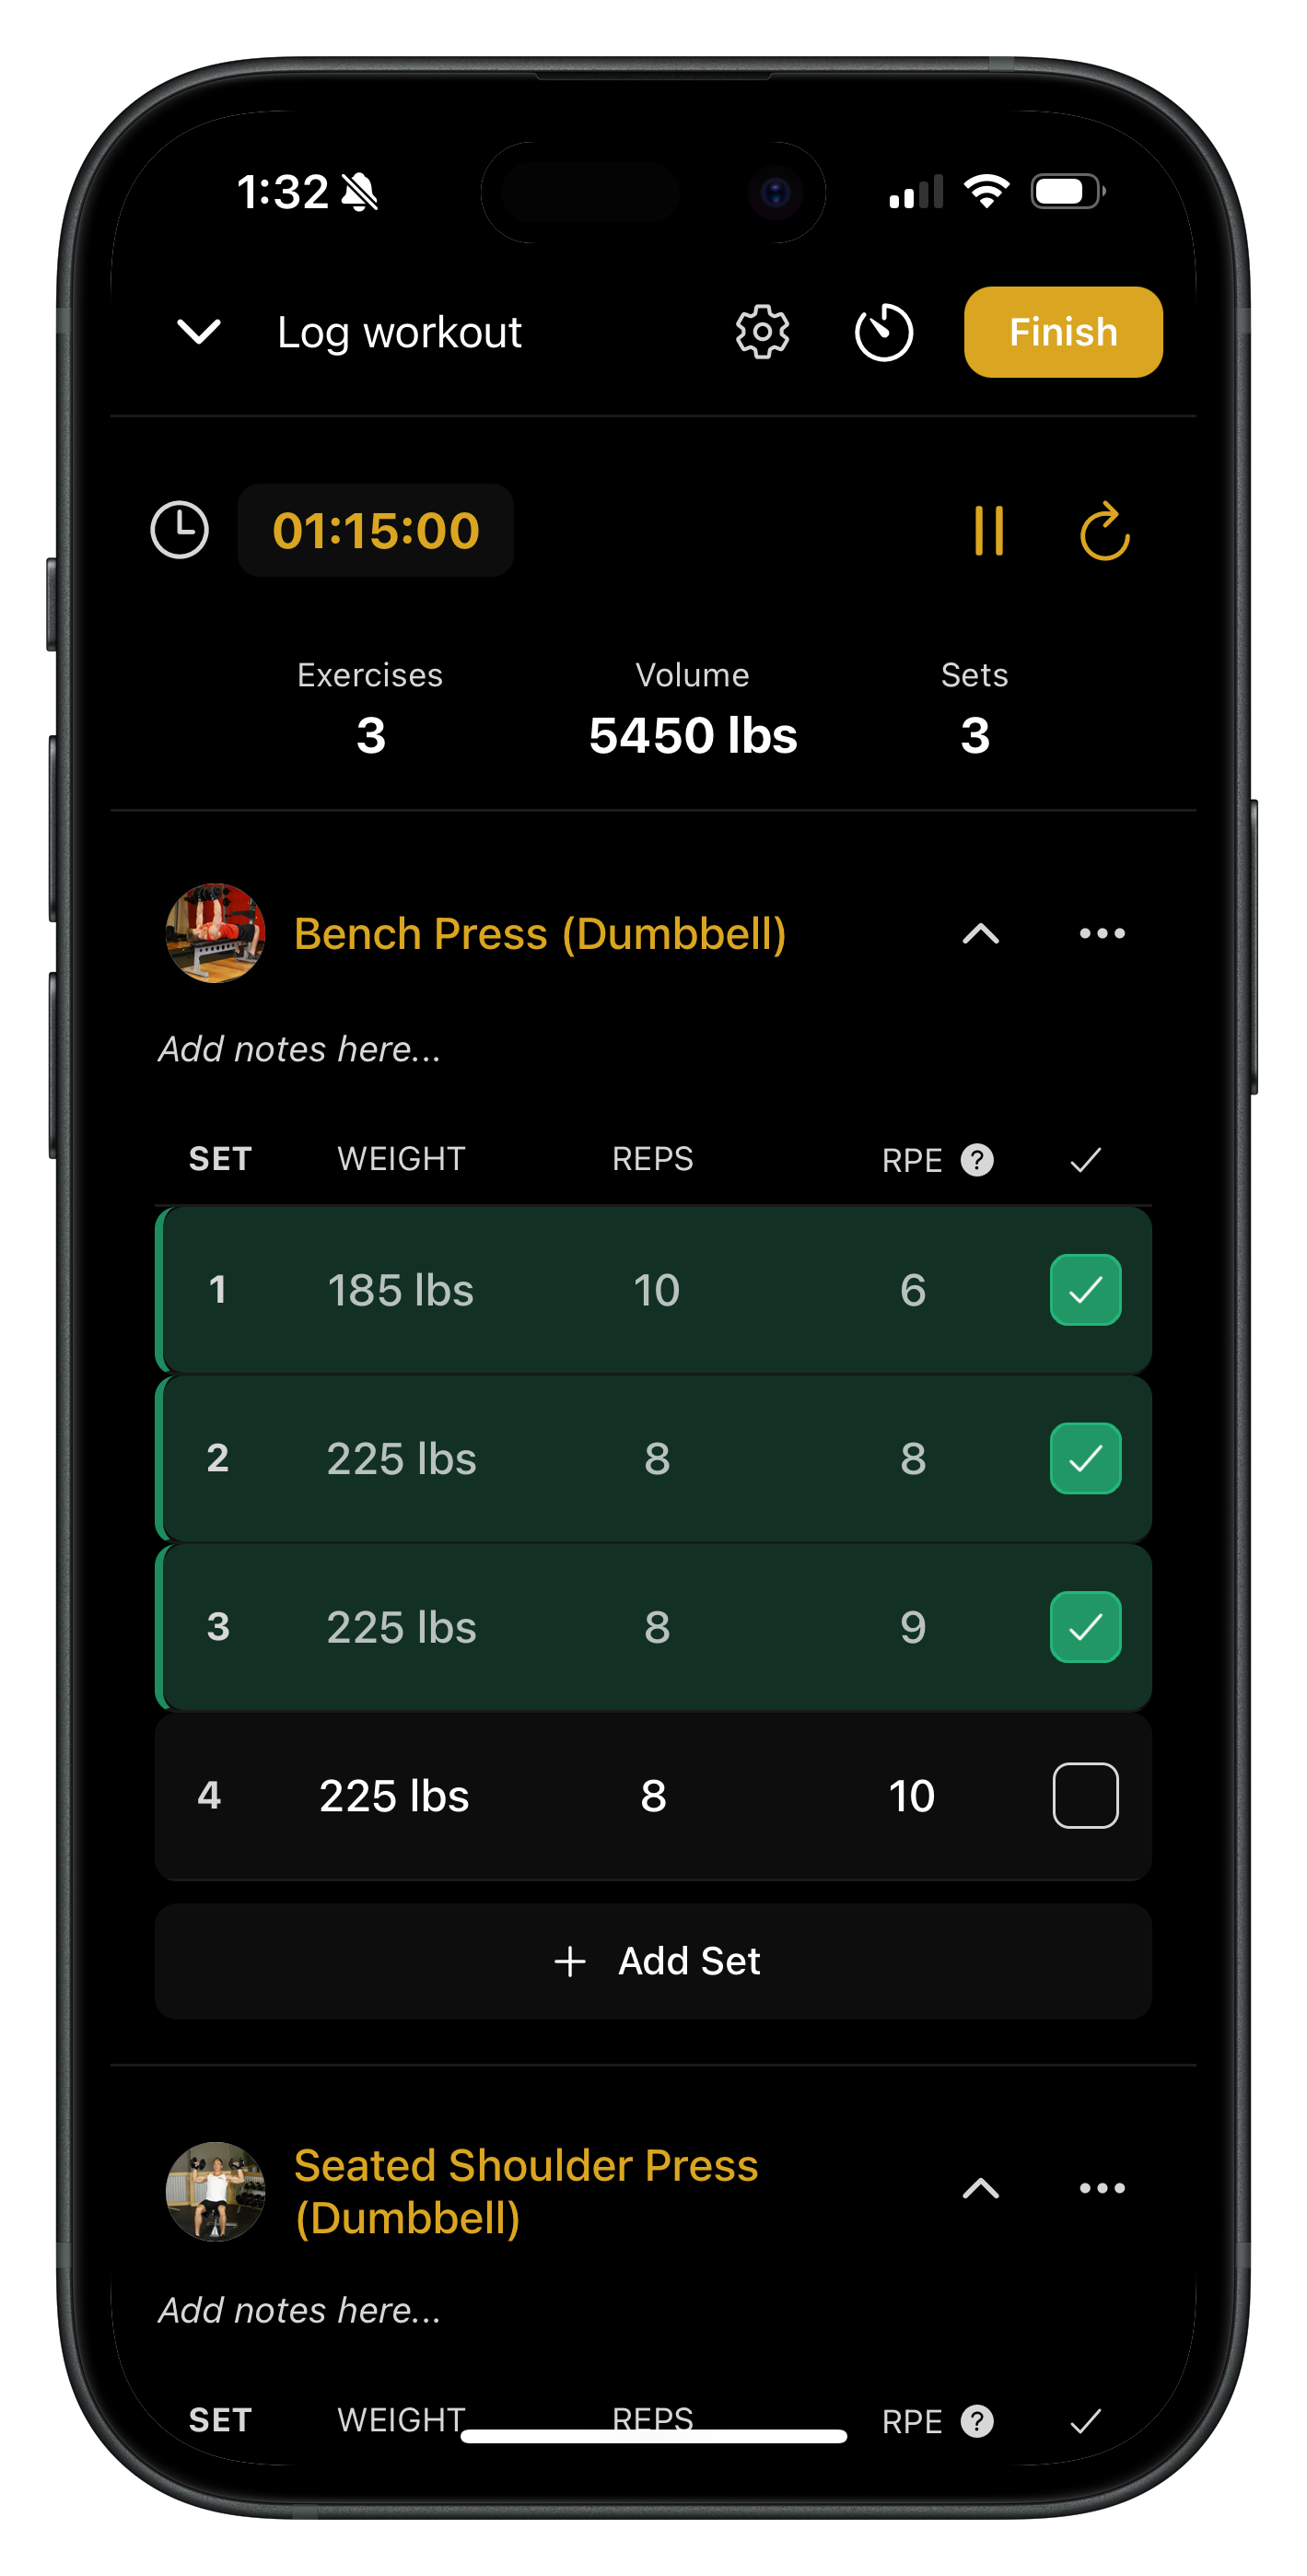 1:32
Log workout
Finish
01:15:00
Exercises Volume Sets
3 5450 lbs 3
Bench Press (Dumbbell)
Add notes here...
SET WEIGHT REPS RPE ?
1 185 lbs 10 6
2 225 lbs 8 8
3 225 lbs 8 9
4 225 lbs 8 10
+ Add Set
Seated Shoulder Press
(Dumbbell)
Add notes here...
SET WEIGHT REPS RPE ?